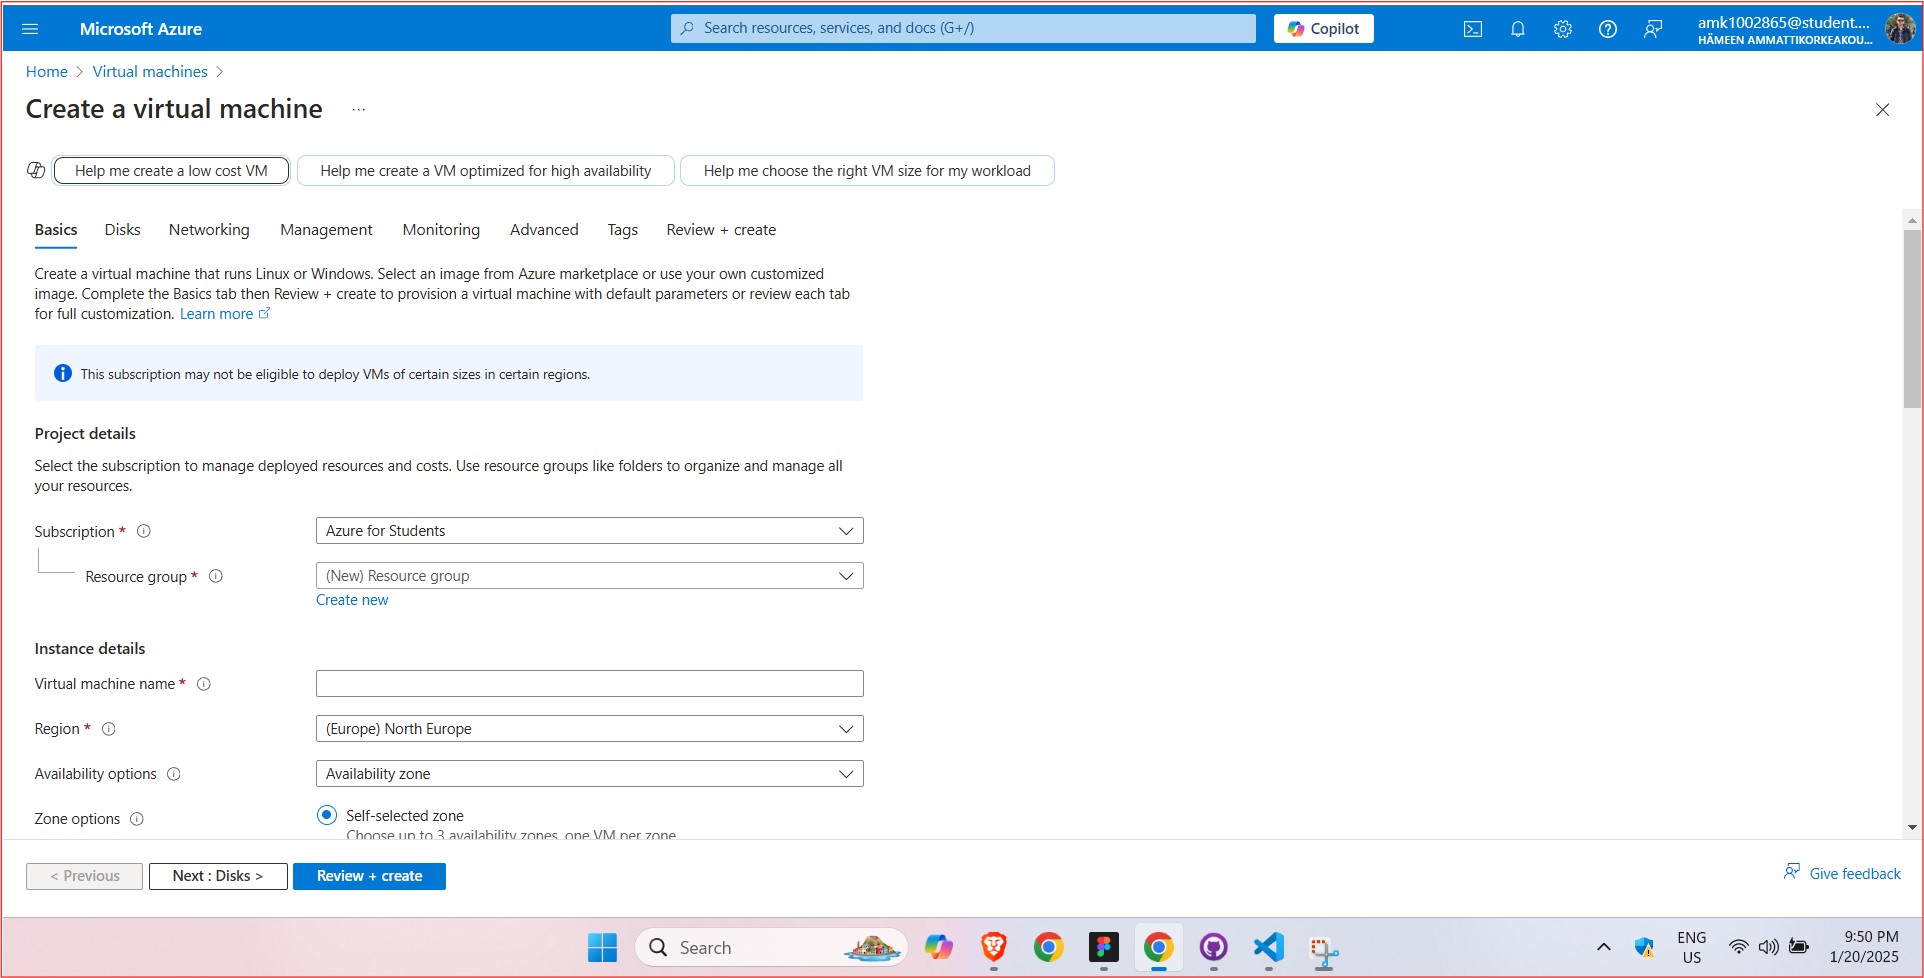 Microsoft Azure
Search resources, services, and docs (G+/)
Copilot
amk1002865@student....
HÄMEEN AMMATTIKORKEAKOU...
Home > Virtual machines >
Create a virtual machine ...
Help me create a low cost VM
Help me create a VM optimized for high availability
Help me choose the right VM size for my workload
Basics Disks Networking Management Monitoring Advanced Tags Review + create
Create a virtual machine that runs Linux or Windows. Select an image from Azure marketplace or use your own customized
image. Complete the Basics tab then Review + create to provision a virtual machine with default parameters or review each tab
for full customization. Learn more
This subscription may not be eligible to deploy VMs of certain sizes in certain regions.
Project details
Select the subscription to manage deployed resources and costs. Use resource groups like folders to organize and manage all
your resources.
Subscription *
Azure for Students
Resource group *
(New) Resource group
Create new
Instance details
Virtual machine name *
Region *
(Europe) North Europe
Availability options
Availability zone
Zone options
Self-selected zone
Choose up to 3 availability zones, one VM per zone
< Previous
Next : Disks >
Review + create
Give feedback
Search
ENG
US
9:50 PM
1/20/2025